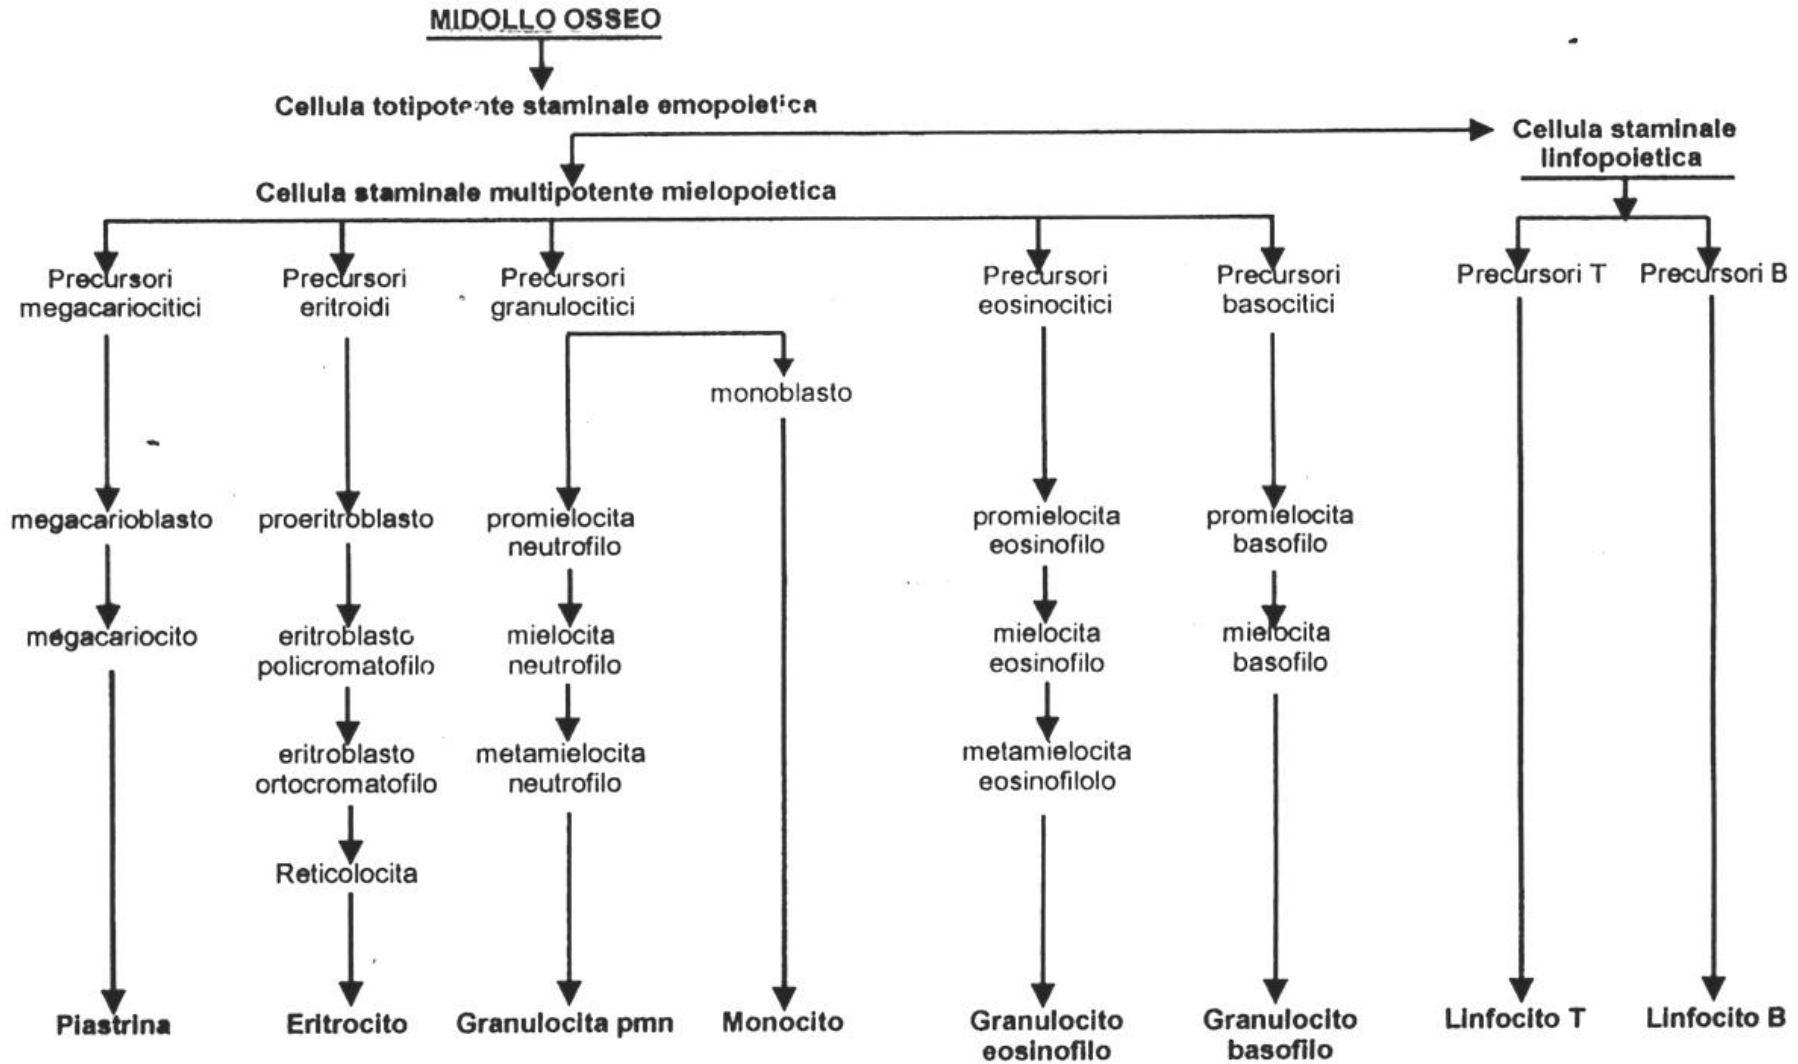 MIDOLLO OSSEO
Cellula totipotente staminale emopoietica
Cellula staminale
linfopoietica
Cellula staminale multipotente mielopoietica
Precursori
megacariocitici
Precursori
eritroidi
Precursori
granulocitici
Precursori
eosinocitici
Precursori
basocitici
Precursori T
Precursori B
monoblasto
megacarioblasto
proeritroblasto
promielocita
neutrofilo
promielocita
eosinofilo
promielocita
basofilo
megacariocito
eritroblasto
policromatofilo
mielocita
neutrofilo
mielocita
eosinofilo
mielocita
basofilo
eritroblasto
ortocromatofilo
metamielocita
neutrofilo
metamielocita
eosinofilolo
Reticolocita
Piastrina
Eritrocito
Granulocita pmn
Monocito
Granulocito
eosinofilo
Granulocito
basofilo
Linfocito T
Linfocito B